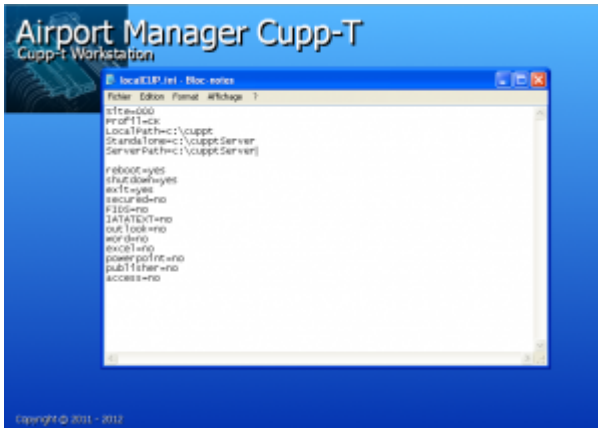 Airport Manager Cupp-T
Cupp-t Workstation
localCUP.ini - Bloc-notes
Fichier Edition Format Affichage ?
site=000
Profil=CK
LocalPath=c:\cuppt
Standalone=c:\cupptServer
ServerPath=c:\cupptServer
reboot=yes
shutdown=yes
exit=yes
secured=no
FIDS=no
IATATEXT=no
outlook=no
word=no
excel=no
powerpoint=no
publisher=no
access=no
Copyright © 2011 - 2012